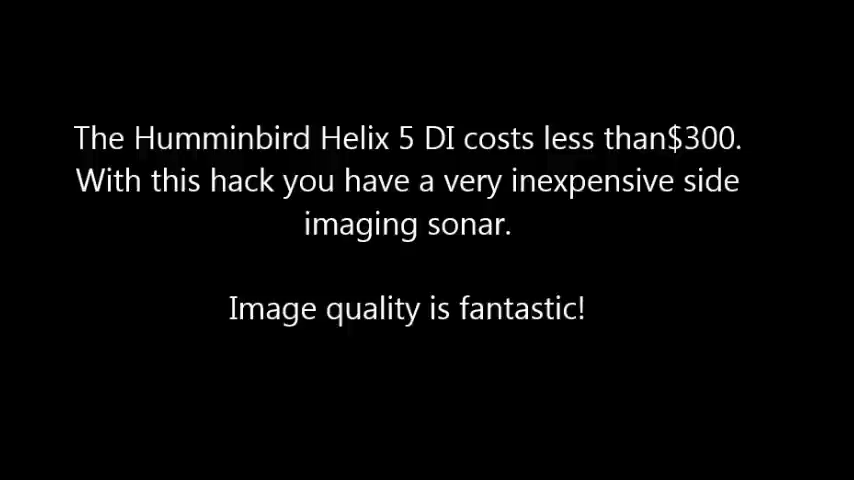 The Humminbird Helix 5 DI costs less than$300.
With this hack you have a very inexpensive side
imaging sonar.
Image quality is fantastic!